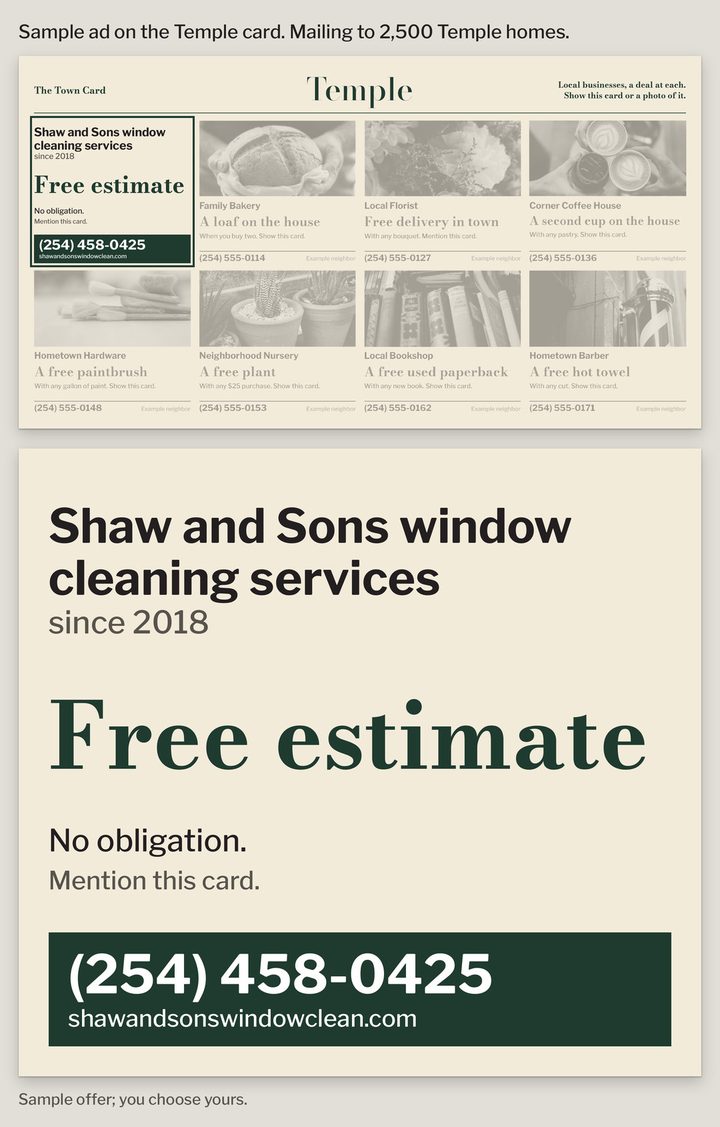 Sample ad on the Temple card. Mailing to 2,500 Temple homes.
The Town Card
Temple
Local businesses, a deal at each.
Show this card or a photo of it.
Shaw and Sons window
cleaning services
since 2018
Free estimate
No obligation.
Mention this card.
(254) 458-0425
shawandsonswindowclean.com
Family Bakery
A loaf on the house
When you buy two. Show this card.
(254) 555-0114
Example neighbor
Local Florist
Free delivery in town
With any bouquet. Mention this card.
(254) 555-0127
Example neighbor
Corner Coffee House
A second cup on the house
With any pastry. Show this card.
(254) 555-0136
Example neighbor
Hometown Hardware
A free paintbrush
With any gallon of paint. Show this card.
(254) 555-0148
Example neighbor
Neighborhood Nursery
A free plant
With any $25 purchase. Show this card.
(254) 555-0153
Example neighbor
Local Bookshop
A free used paperback
With any new book. Show this card.
(254) 555-0162
Example neighbor
Hometown Barber
A free hot towel
With any cut. Show this card.
(254) 555-0171
Example neighbor
Shaw and Sons window
cleaning services
since 2018
Free estimate
No obligation.
Mention this card.
(254) 458-0425
shawandsonswindowclean.com
Sample offer; you choose yours.